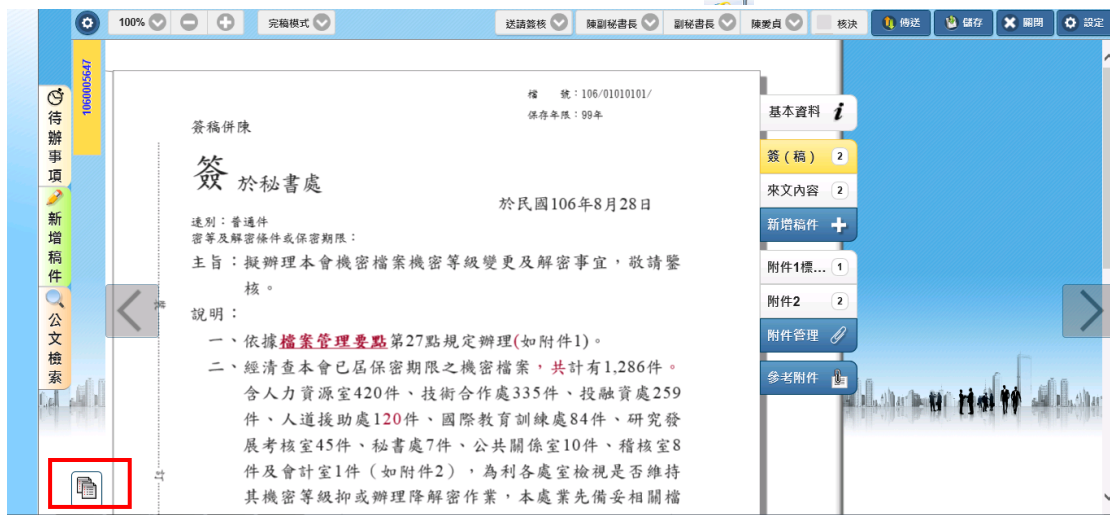 100%
完稿模式
送請簽核
陳副秘書長
副秘書長
陳愛貞
核決
傳送
儲存
關閉
設定
1060005647
待辦事項
新增稿件
公文檢索
檔 號：106/01010101/
保存年限：99年
簽稿併陳
簽 於秘書處
於民國106年8月28日
速別：普通件
密等及解密條件或保密期限：
主旨：擬辦理本會機密檔案機密等級變更及解密事宜，敬請鑒
核。
說明：
一、依據檔案管理要點第27點規定辦理(如附件1)。
二、經清查本會已屆保密期限之機密檔案，共計有1,286件。
含人力資源室420件、技術合作處335件、投融資處259
件、人道援助處120件、國際教育訓練處84件、研究發
展考核室45件、秘書處7件、公共關係室10件、稽核室8
件及會計室1件（如附件2），為利各處室檢視是否維持
其機密等級抑或辦理降解密作業，本處業先備妥相關檔
裝
訂
基本資料
簽(稿) 2
來文內容 2
新增稿件
附件1標... 1
附件2 2
附件管理
參考附件